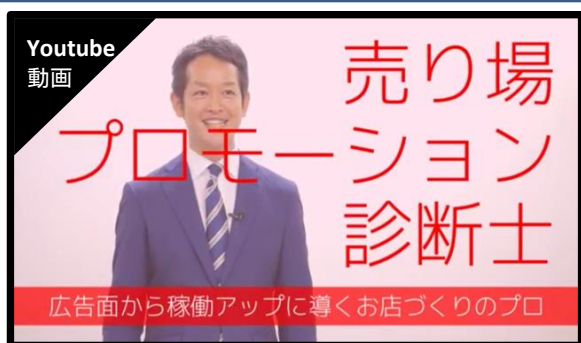 Youtube
動画
売り場
プロモーション
診断士
広告面から稼働アップに導くお店づくりのプロ